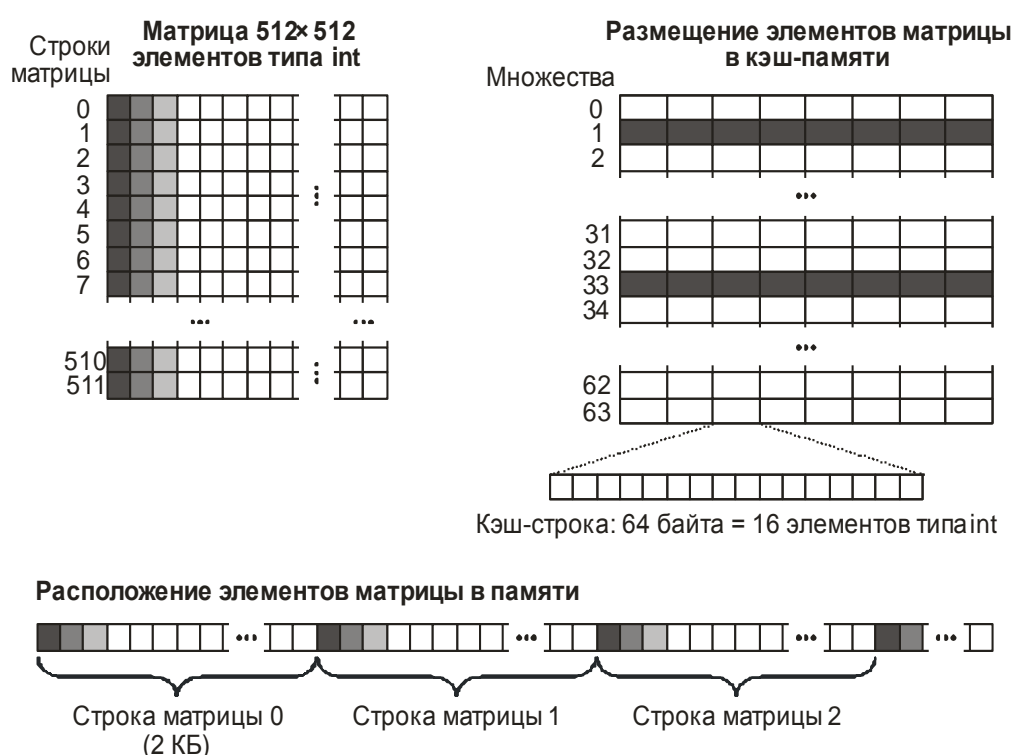 Матрица 512×512
элементов типа int
Строки
матрицы
0
1
2
3
4
5
6
7
...
...
510
511
Размещение элементов матрицы
в кэш-памяти
Множества
0
1
2
...
31
32
33
34
...
62
63
Кэш-строка: 64 байта = 16 элементов типа int
Расположение элементов матрицы в памяти
... ... ... ...
Строка матрицы 0
(2 КБ)
Строка матрицы 1
Строка матрицы 2